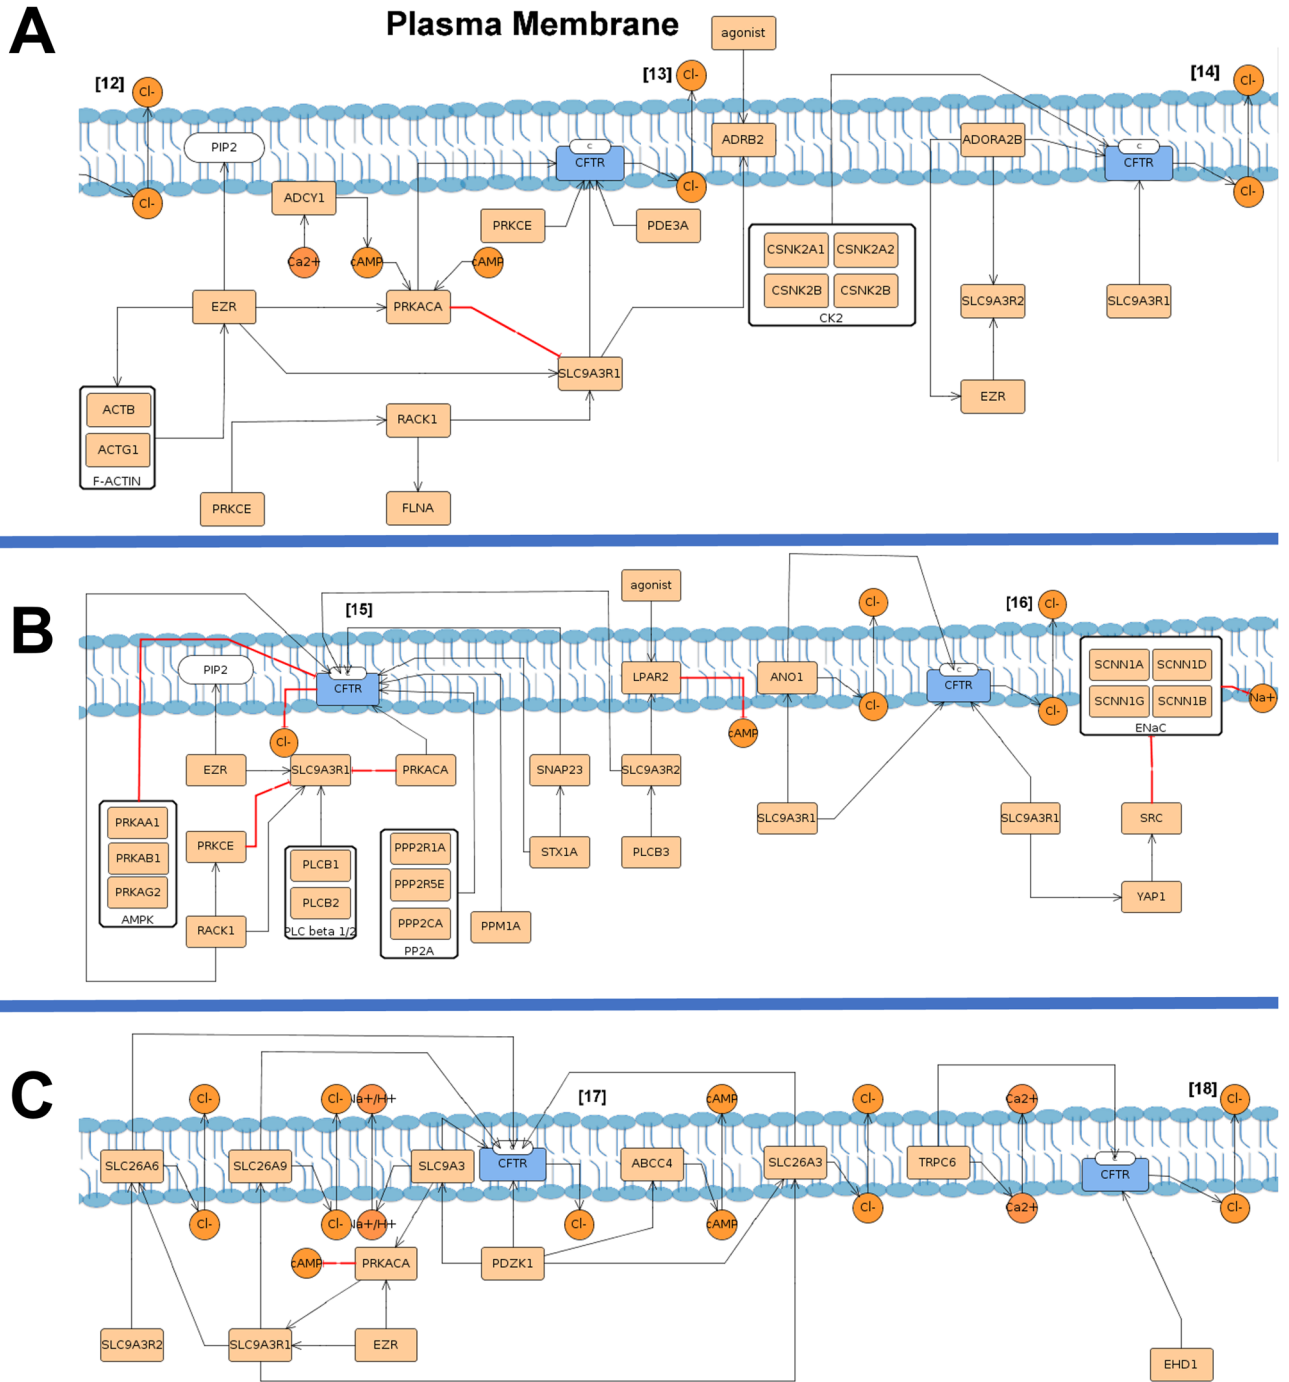 A
Plasma Membrane
agonist
[12]
Cl-
[13]
Cl-
[14]
Cl-
PIP2
c
CFTR
ADRB2
ADORA2B
c
CFTR
Cl-
ADCY1
Cl-
Cl-
PRKCE
PDE3A
Ca2+
cAMP
cAMP
CSNK2A1
CSNK2A2
CSNK2B
CSNK2B
CK2
EZR
PRKACA
SLC9A3R2
SLC9A3R1
SLC9A3R1
EZR
ACTB
ACTG1
F-ACTIN
RACK1
PRKCE
FLNA
B
[15]
agonist
[16]
Cl-
Cl-
PIP2
c
CFTR
LPAR2
ANO1
c
CFTR
SCNN1A
SCNN1D
SCNN1G
SCNN1B
ENaC
Na+
Cl-
cAMP
Cl-
Cl-
EZR
SLC9A3R1
PRKACA
SNAP23
SLC9A3R2
PRKAA1
PRKAB1
PRKAG2
AMPK
PRKCE
PLCB1
PLCB2
PLC beta 1/2
PPP2R1A
PPP2R5E
PPP2CA
PP2A
STX1A
PLCB3
SLC9A3R1
SLC9A3R1
SRC
YAP1
RACK1
PPM1A
C
Cl-
Cl-
Na+/H+
[17]
cAMP
Cl-
Ca2+
[18]
Cl-
SLC26A6
SLC26A9
SLC9A3
c
CFTR
ABCC4
SLC26A3
TRPC6
c
CFTR
Cl-
Cl-
Na+/H+
Cl-
cAMP
Cl-
Ca2+
Cl-
cAMP
PRKACA
PDZK1
SLC9A3R2
SLC9A3R1
EZR
EHD1